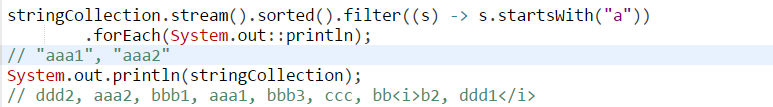 stringCollection.stream().sorted().filter((s) -> s.startsWith("a"))
        .forEach(System.out::println);
// "aaa1", "aaa2"
System.out.println(stringCollection);
// ddd2, aaa2, bbb1, aaa1, bbb3, ccc, bb<i>b2, ddd1</i>